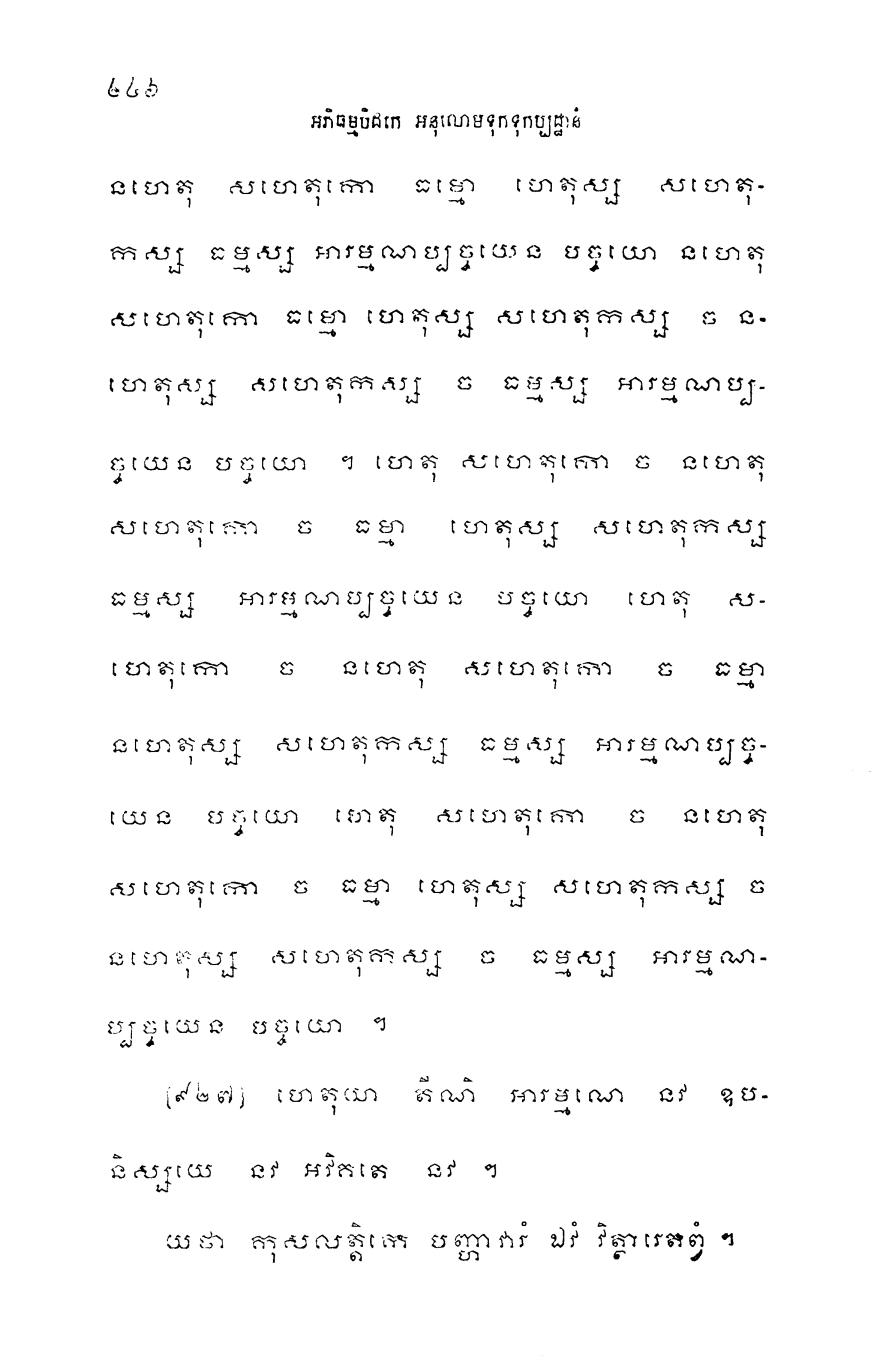 ៤៤៦
អភិធម្មបិដកេ អនុលោមទុកទុកប្បដ្ឋានំ
នហេតុ សហេតុកោ ធម្មោ ហេតុស្ស សហេតុ-
កស្ស ធម្មស្ស អារម្មណប្បច្ចយេន បច្ចយោ នហេតុ
សហេតុកោ ធម្មោ ហេតុស្ស សហេតុកស្ស ច ន-
ហេតុស្ស សហេតុកស្ស ច ធម្មស្ស អារម្មណប្ប-
ច្ចយេន បច្ចយោ ។ ហេតុ សហេតុកោ ច នហេតុ
សហេតុកោ ច ធម្មា ហេតុស្ស សហេតុកស្ស
ធម្មស្ស អារម្មណប្បច្ចយេន បច្ចយោ ហេតុ ស-
ហេតុកោ ច នហេតុ សហេតុកោ ច ធម្មា
នហេតុស្ស សហេតុកស្ស ធម្មស្ស អារម្មណប្បច្ច-
យេន បច្ចយោ ហេតុ សហេតុកោ ច នហេតុ
សហេតុកោ ច ធម្មា ហេតុស្ស សហេតុកស្ស ច
នហេតុស្ស សហេតុកស្ស ច ធម្មស្ស អារម្មណ-
ប្បច្ចយេន បច្ចយោ ។
(៩២៧) ហេតុយា តីណិ អារម្មណេ នវ ឧប-
និស្សយេ នវ អវិគតេ នវ ។
យថា កុសលត្តិកេ បញ្ហាវារំ ឯវំ វិត្ថារេតព្វំ ។